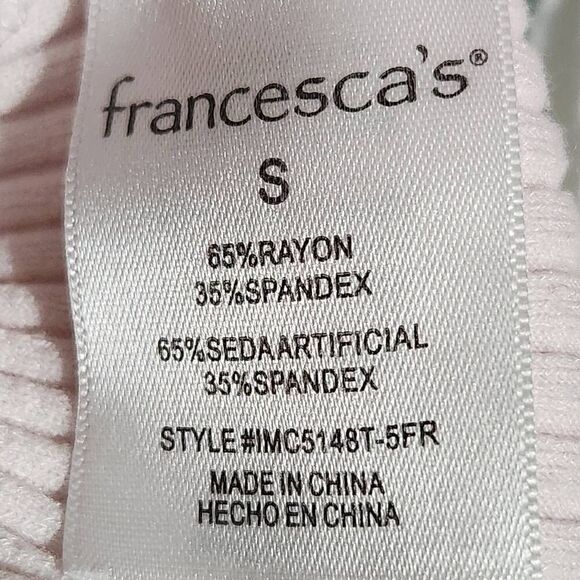 francesca's®
S
65%RAYON
35%SPANDEX
65%SEDAARTIFICIAL
35%SPANDEX
STYLE#IMC5148T-5FR
MADE IN CHINA
HECHO EN CHINA